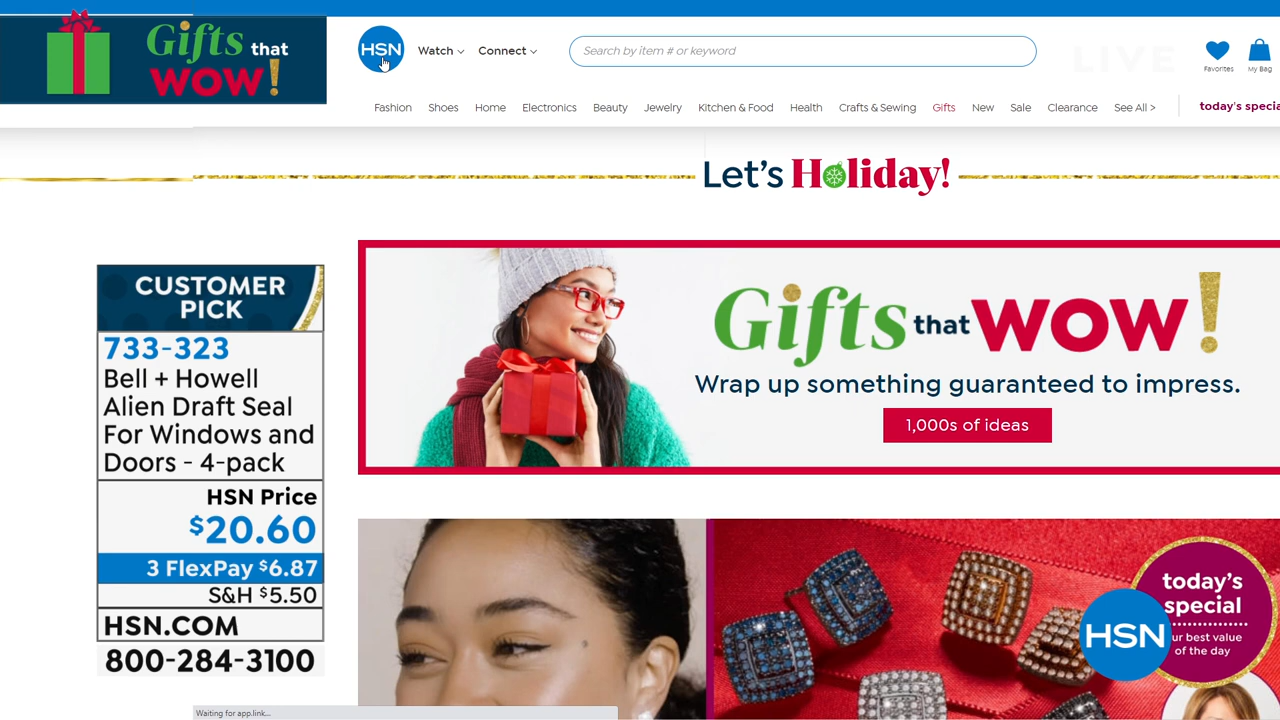 Gifts that
WOW!
HSN
Watch
Connect
Search by item # or keyword
LIVE
Favorites
My Bag
Fashion
Shoes
Home
Electronics
Beauty
Jewelry
Kitchen & Food
Health
Crafts & Sewing
Gifts
New
Sale
Clearance
See All >
today's specia
Let's Holiday!
CUSTOMER
PICK
733-323
Bell + Howell
Alien Draft Seal
For Windows and
Doors - 4-pack
HSN Price
$20.60
3 FlexPay $6.87
S&H $5.50
HSN.COM
800-284-3100
Gifts that WOW!
Wrap up something guaranteed to impress.
1,000s of ideas
today's
special
HSN
ur best value
of the day
Waiting for app.link...